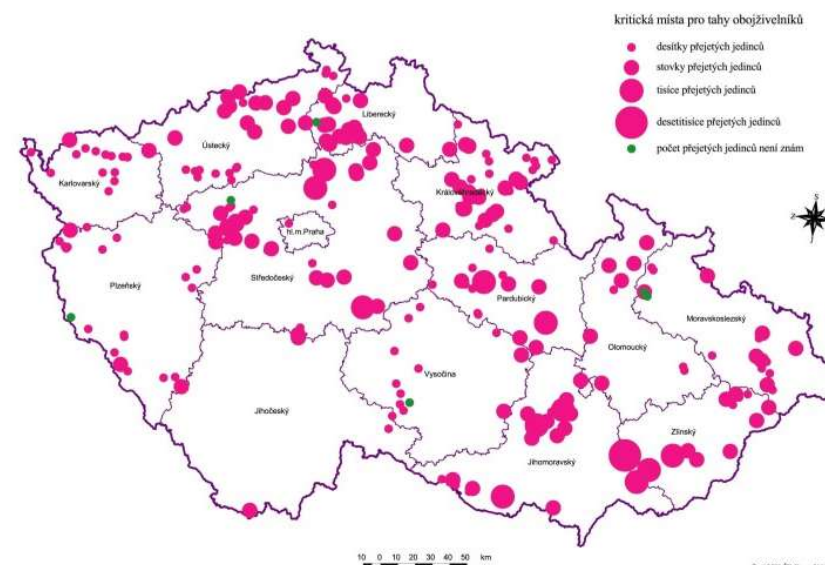 kritická místa pro tahy obojživelníků
desítky přejetých jedinců
stovky přejetých jedinců
tisíce přejetých jedinců
desetitisíce přejetých jedinců
počet přejetých jedinců není znám
Liberecký
Ústecký
Karlovarský
Královéhradecký
hl.m.Praha
Středočeský
Plzeňský
Pardubický
Moravskoslezský
Olomoucký
Vysočina
Jihočeský
Zlínský
Jihomoravský
S
Z
10 0 10 20 30 40 50 km